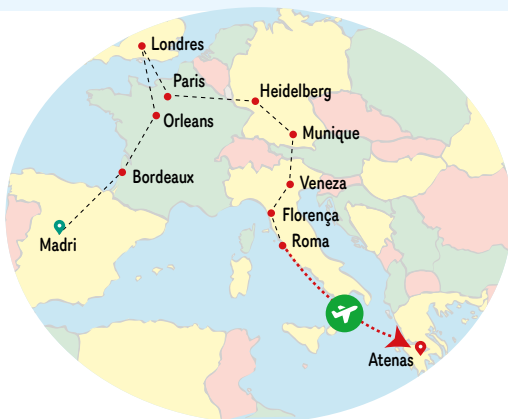 Londres
Paris
Heidelberg
Orleans
Munique
Bordeaux
Veneza
Florença
Madri
Roma
Atenas